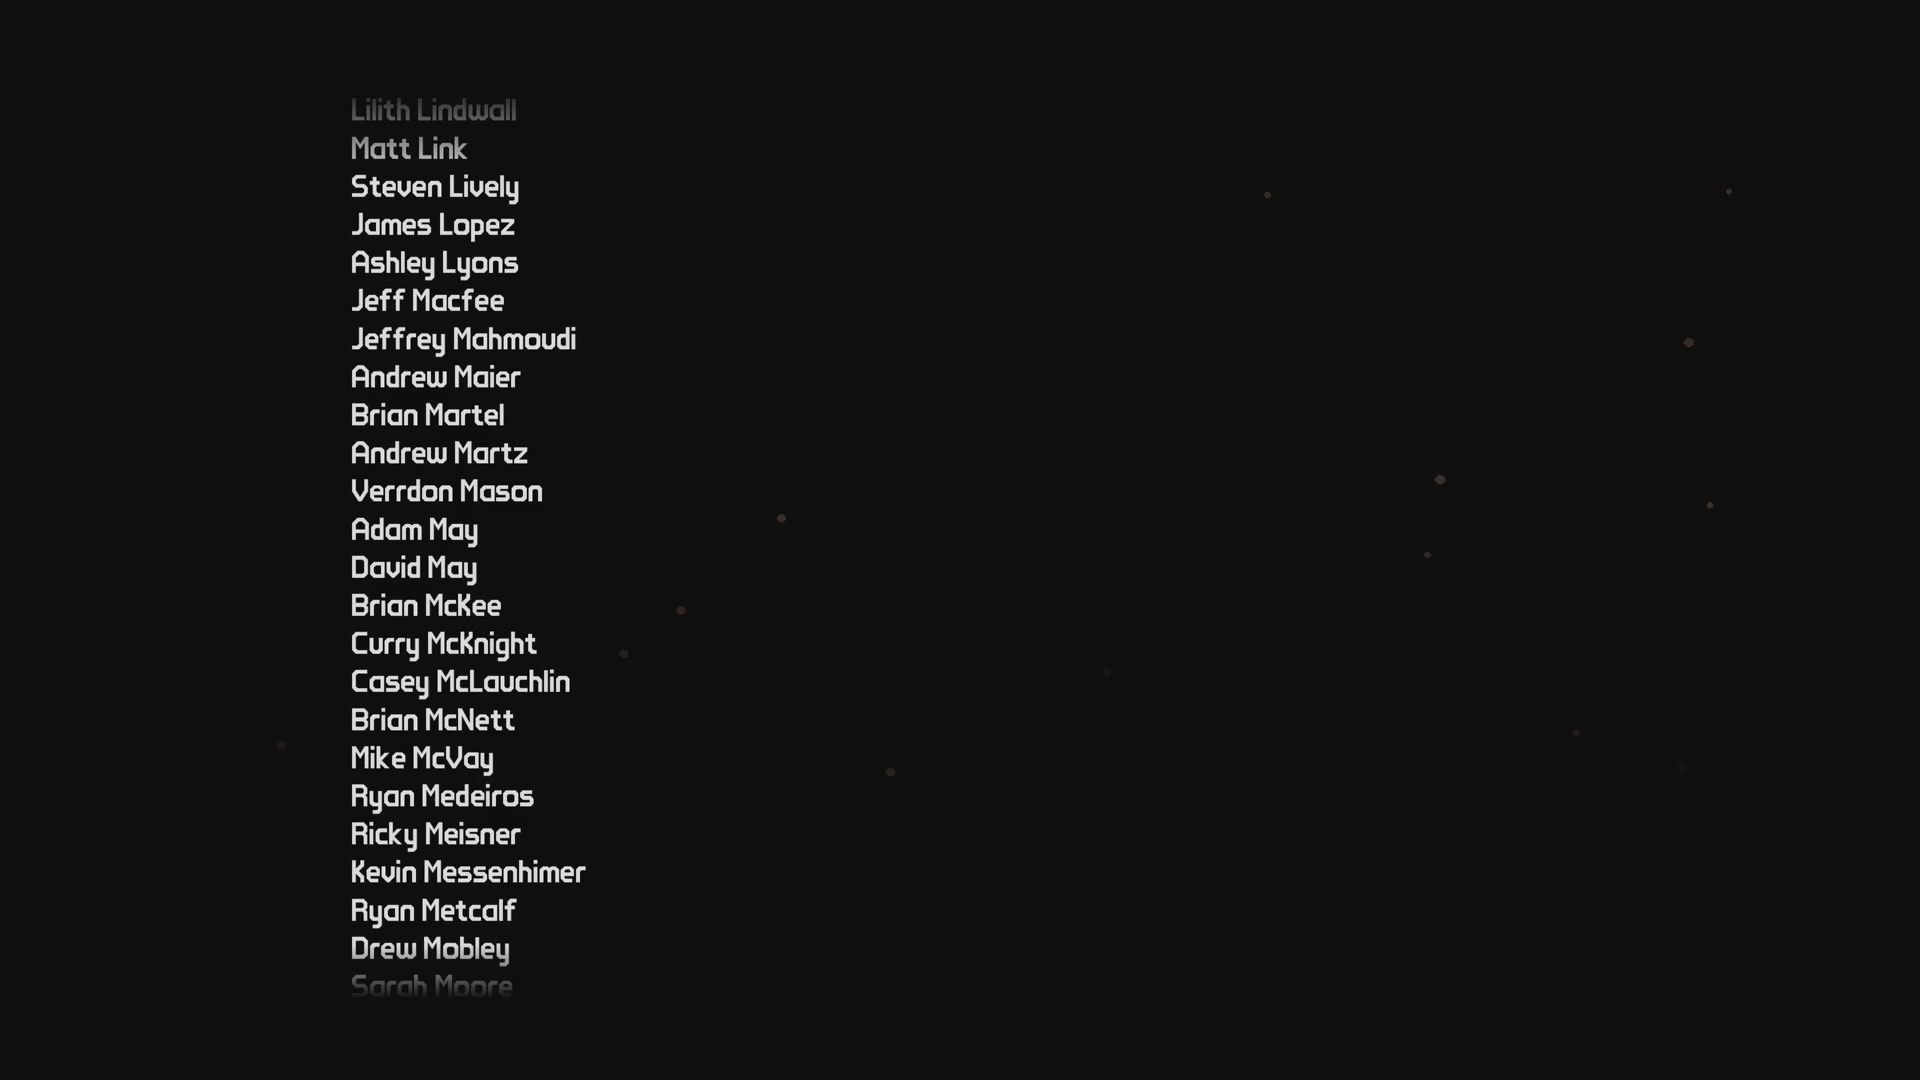 Lilith Lindwall
Matt Link
Steven Lively
James Lopez
Ashley Lyons
Jeff Macfee
Jeffrey Mahmoudi
Andrew Maier
Brian Martel
Andrew Martz
Verrdon Mason
Adam May
David May
Brian McKee
Curry McKnight
Casey McLauchlin
Brian McNett
Mike McVay
Ryan Medeiros
Ricky Meisner
Kevin Messenhimer
Ryan Metcalf
Drew Mobley
Sarah Moore